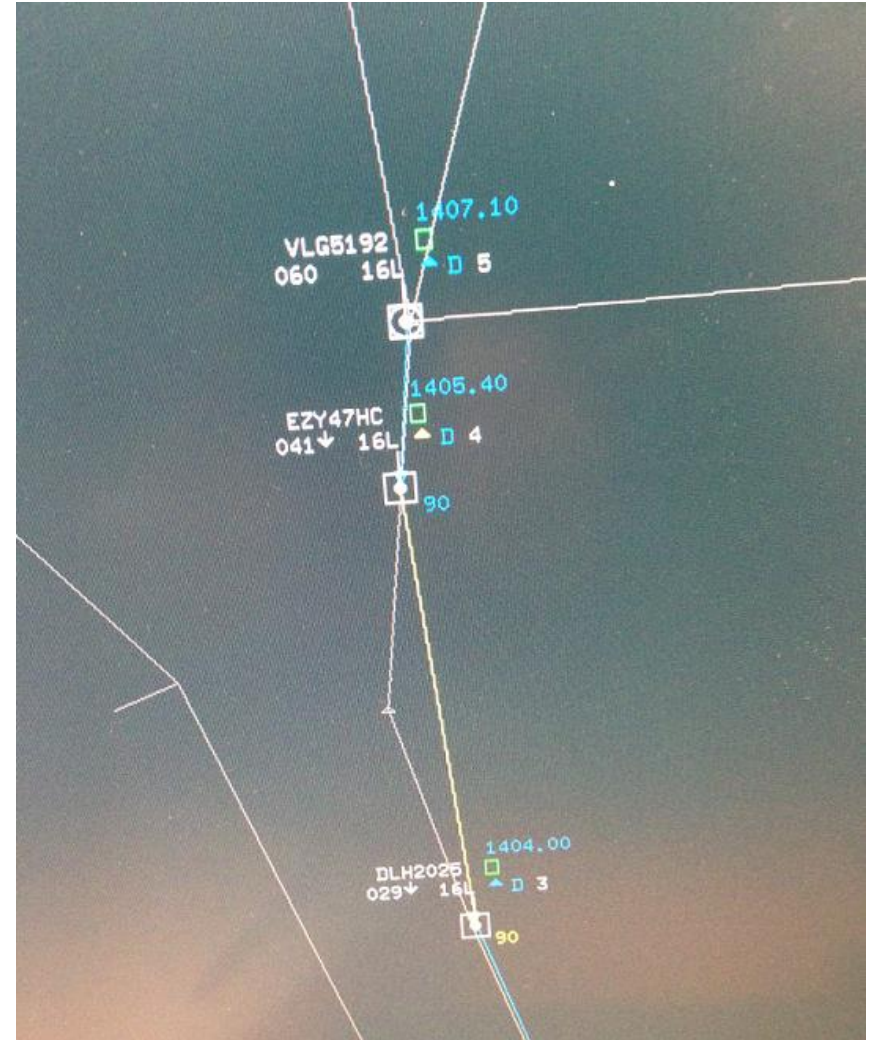 1407.10
VLG5192
060 16L
D 5
1405.40
EZY47HC
041↓ 16L
D 4
90
1404.00
DLH2025
029↓ 16L
D 3
90